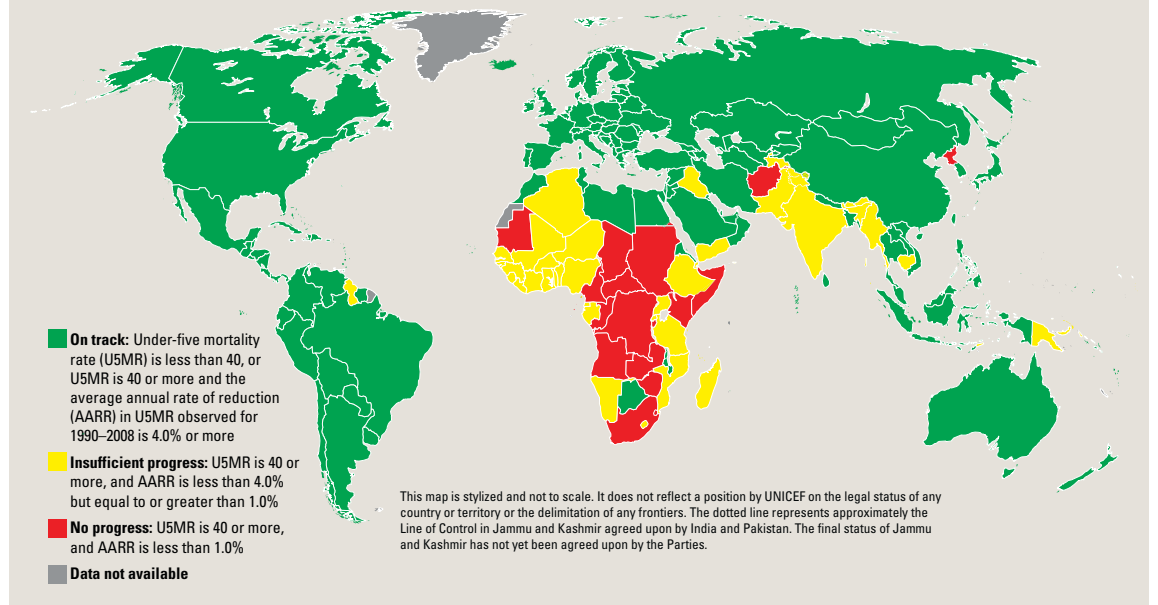 On track: Under-five mortality
rate (U5MR) is less than 40, or
U5MR is 40 or more and the
average annual rate of reduction
(AARR) in U5MR observed for
1990–2008 is 4.0% or more
Insufficient progress: U5MR is 40 or
more, and AARR is less than 4.0%
but equal to or greater than 1.0%
No progress: U5MR is 40 or more,
and AARR is less than 1.0%
Data not available
This map is stylized and not to scale. It does not reflect a position by UNICEF on the legal status of any
country or territory or the delimitation of any frontiers. The dotted line represents approximately the
Line of Control in Jammu and Kashmir agreed upon by India and Pakistan. The final status of Jammu
and Kashmir has not yet been agreed upon by the Parties.